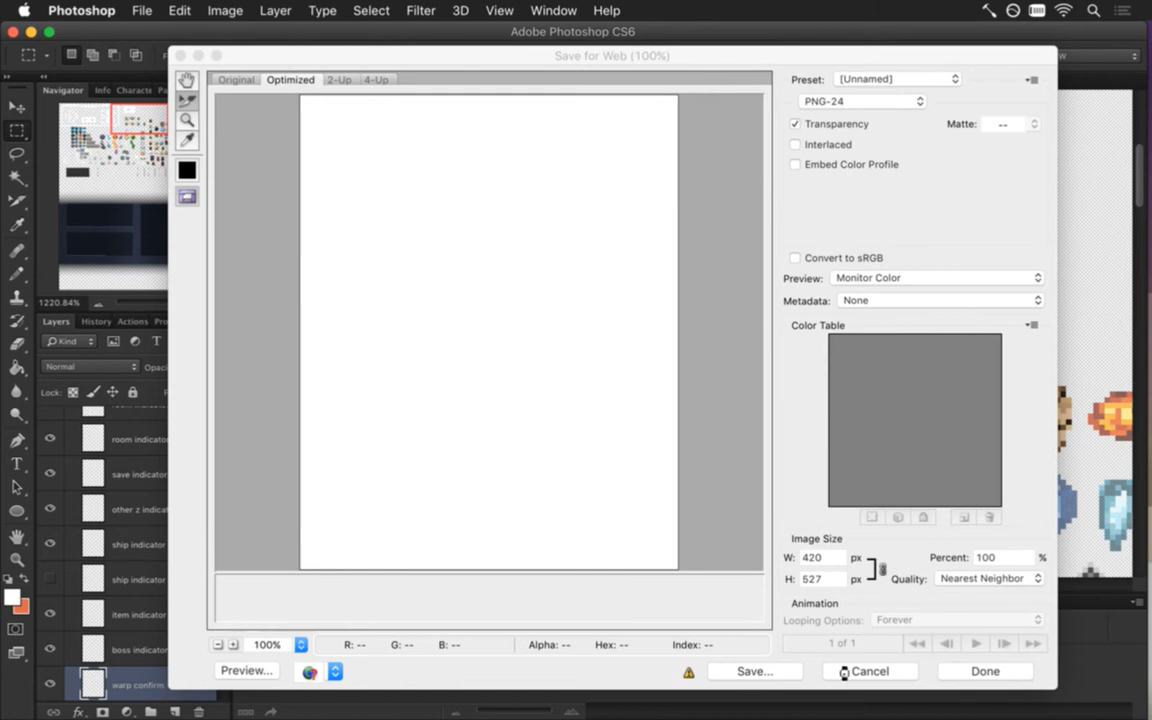 Photoshop File Edit Image Layer Type Select Filter 3D View Window Help
Adobe Photoshop CS6
Save for Web (100%)
Navigator Info Characte Pa
Original Optimized 2-Up 4-Up
Preset: [Unnamed]
PNG-24
Transparency Matte: --
Interlaced
Embed Color Profile
Convert to sRGB
Preview: Monitor Color
Metadata: None
Color Table
1220.84%
Layers History Actions Pro
Kind
Normal Opac
Lock:
room indicator
save indicator
other z indicat
ship indicator
ship indicator
item indicator
boss indicator
warp confirm
Image Size
W: 420 px Percent: 100 %
H: 527 px Quality: Nearest Neighbor
Animation
Looping Options: Forever
1 of 1
100% R: -- G: -- B: -- Alpha: -- Hex: -- Index: --
Preview... Save... Cancel Done